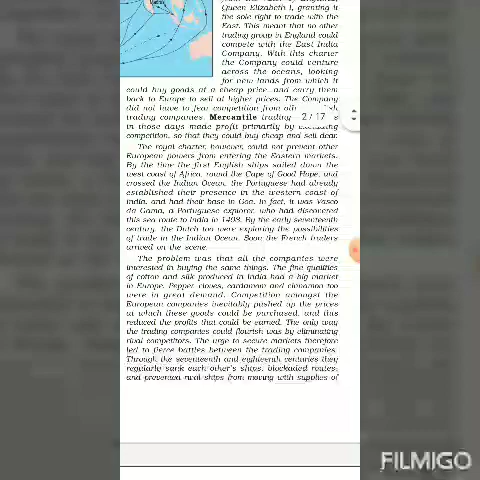 Queen Elizabeth I, granting it
the sole right to trade with the
East. This meant that no other
trading group in England could
compete with the East India
Company. With this charter
the Company could venture
across the oceans, looking
for new lands from which it
could buy goods at a cheap price, and carry them
back to Europe to sell at higher prices. The Company
did not have to fear competition from
trading companies. Mercantile trading
2 / 17
in those days made profit primarily by excluding
competition, so that they could buy cheap and sell dear.
The royal charter, however, could not prevent other
European powers from entering the Eastern markets.
By the time the first English ships sailed down the
west coast of Africa, round the Cape of Good Hope, and
crossed the Indian Ocean, the Portuguese had already
established their presence in the western coast of
India, and had their base in Goa. In fact, it was Vasco
da Gama, a Portuguese explorer, who had discovered
this sea route to India in 1498. By the early seventeenth
century, the Dutch too were exploring the possibilities
of trade in the Indian Ocean. Soon the French traders
arrived on the scene.
The problem was that all the companies were
interested in buying the same things. The fine qualities
of cotton and silk produced in India had a big market
in Europe. Pepper, cloves, cardamom and cinnamon too
were in great demand. Competition amongst the
European companies inevitably pushed up the prices
at which these goods could be purchased, and this
reduced the profits that could be earned. The only way
the trading companies could flourish was by eliminating
rival competitors. The urge to secure markets therefore
led to fierce battles between the trading companies.
Through the seventeenth and eighteenth centuries they
regularly sank each other's ships, blockaded routes,
and prevented rival ships from moving with supplies of
FILMIGO